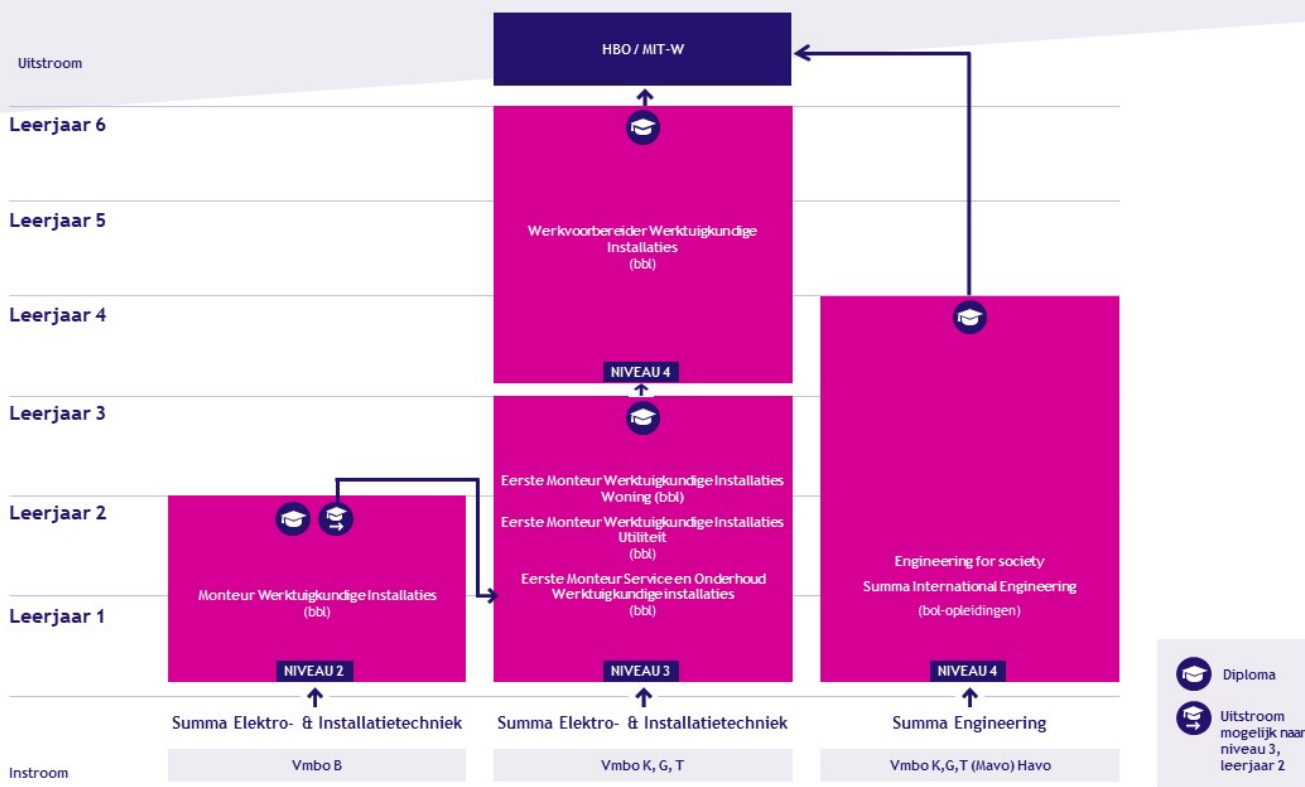 HBO / MIT-W
Uitstroom
Leerjaar 6
Leerjaar 5
Werkvoorbereider Werktuigkundige
Installaties
(bbl)
Leerjaar 4
NIVEAU 4
Leerjaar 3
Eerste Monteur Werktuigkundige Installaties
Woning (bbl)
Eerste Monteur Werktuigkundige Installaties
Utiliteit
(bbl)
Eerste Monteur Service en Onderhoud
Werktuigkundige installaties
(bbl)
NIVEAU 3
Leerjaar 2
Monteur Werktuigkundige Installaties
(bbl)
Leerjaar 1
NIVEAU 2
Engineering for society
Summa International Engineering
(bol-opleidingen)
NIVEAU 4
Summa Elektro- & Installatietechniek
Summa Elektro- & Installatietechniek
Summa Engineering
Instroom
Vmbo B
Vmbo K, G, T
Vmbo K,G,T (Mavo) Havo
Diploma
Uitstroom
mogelijk naar
niveau 3,
leerjaar 2